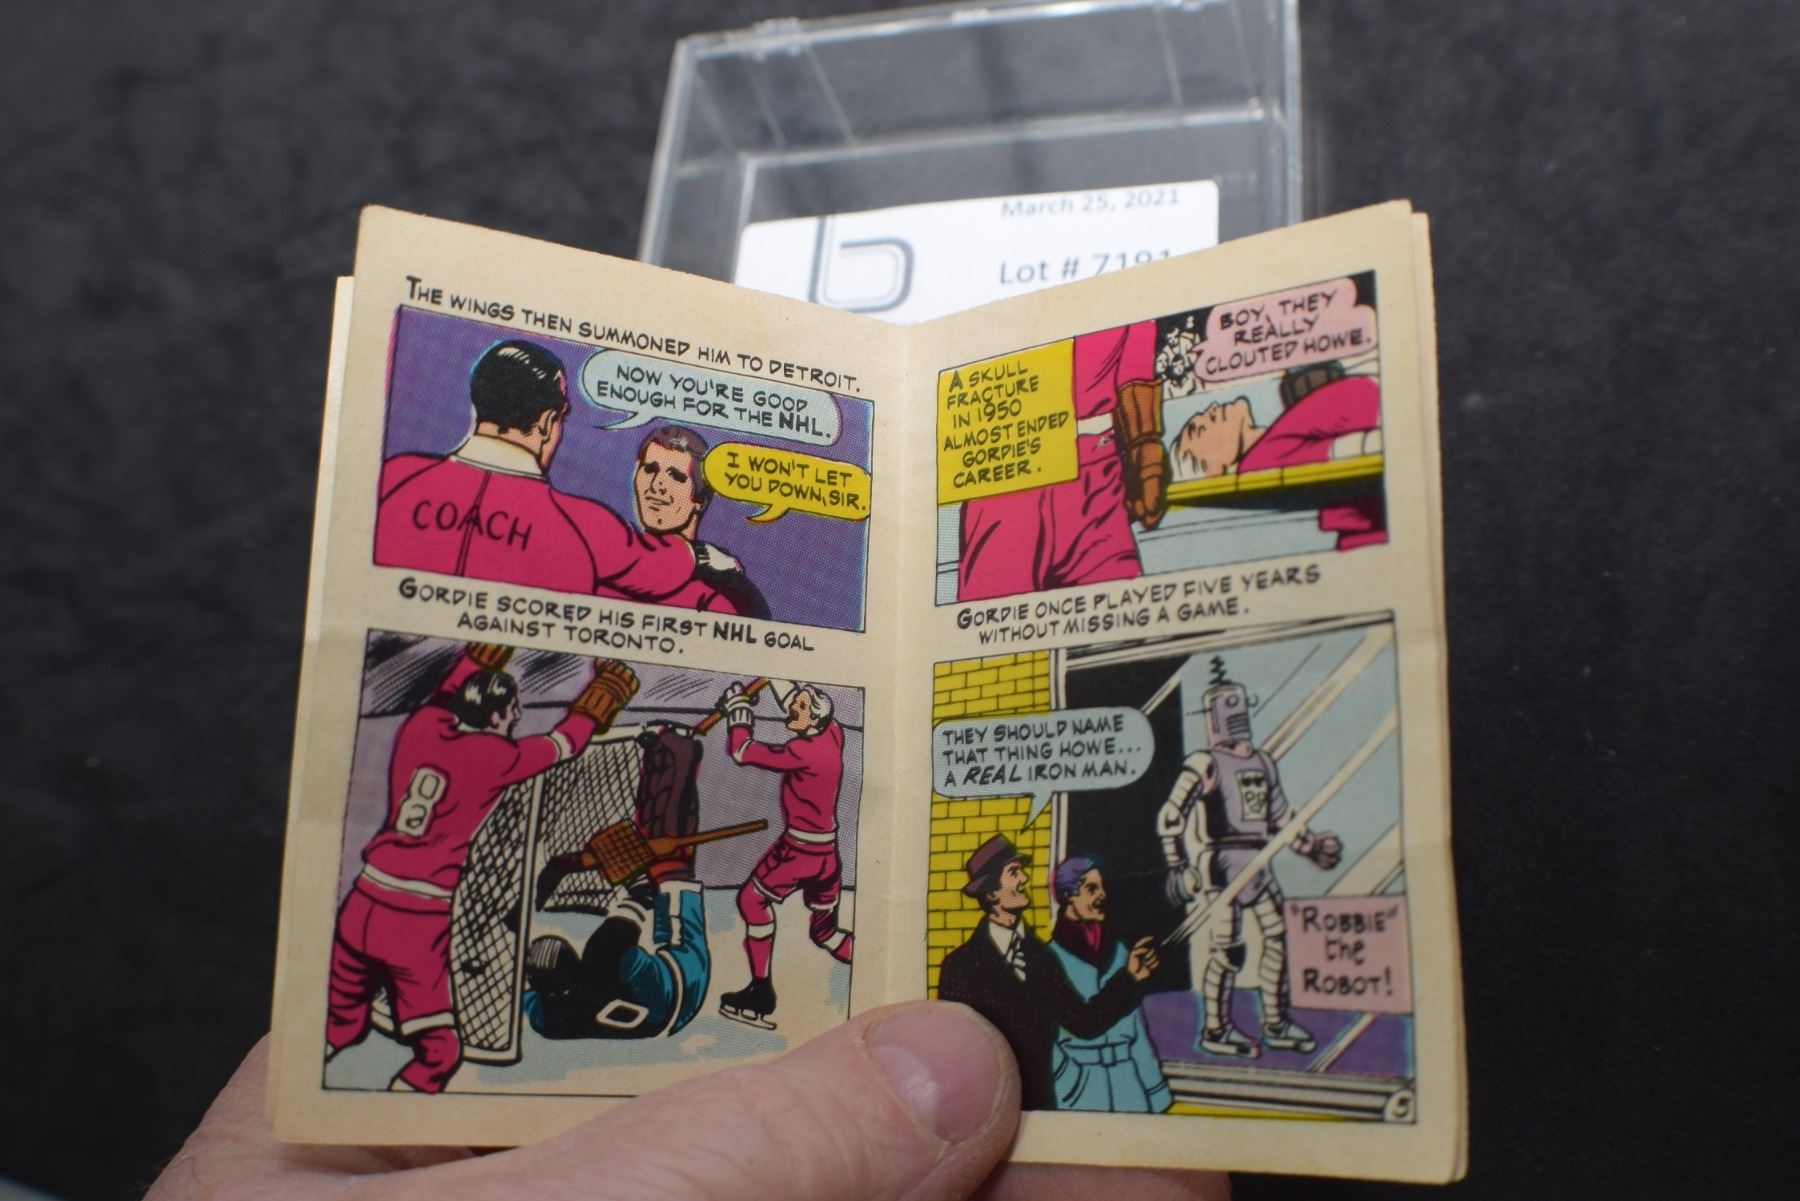 March 25, 2021
Lot # 7191
THE WINGS THEN SUMMONED HIM TO DETROIT.
NOW YOU'RE GOOD
ENOUGH FOR THE NHL.
I WON'T LET
YOU DOWN, SIR.
COACH
GORDIE SCORED HIS FIRST NHL GOAL
AGAINST TORONTO.
A SKULL
FRACTURE
IN 1950
ALMOST ENDED
GORDIE'S
CAREER.
BOY, THEY
REALLY
CLOUTED HOWE.
GORDIE ONCE PLAYED FIVE YEARS
WITHOUT MISSING A GAME.
THEY SHOULD NAME
THAT THING HOWE...
A REAL IRON MAN.
"ROBBIE"
the
ROBOT!
5